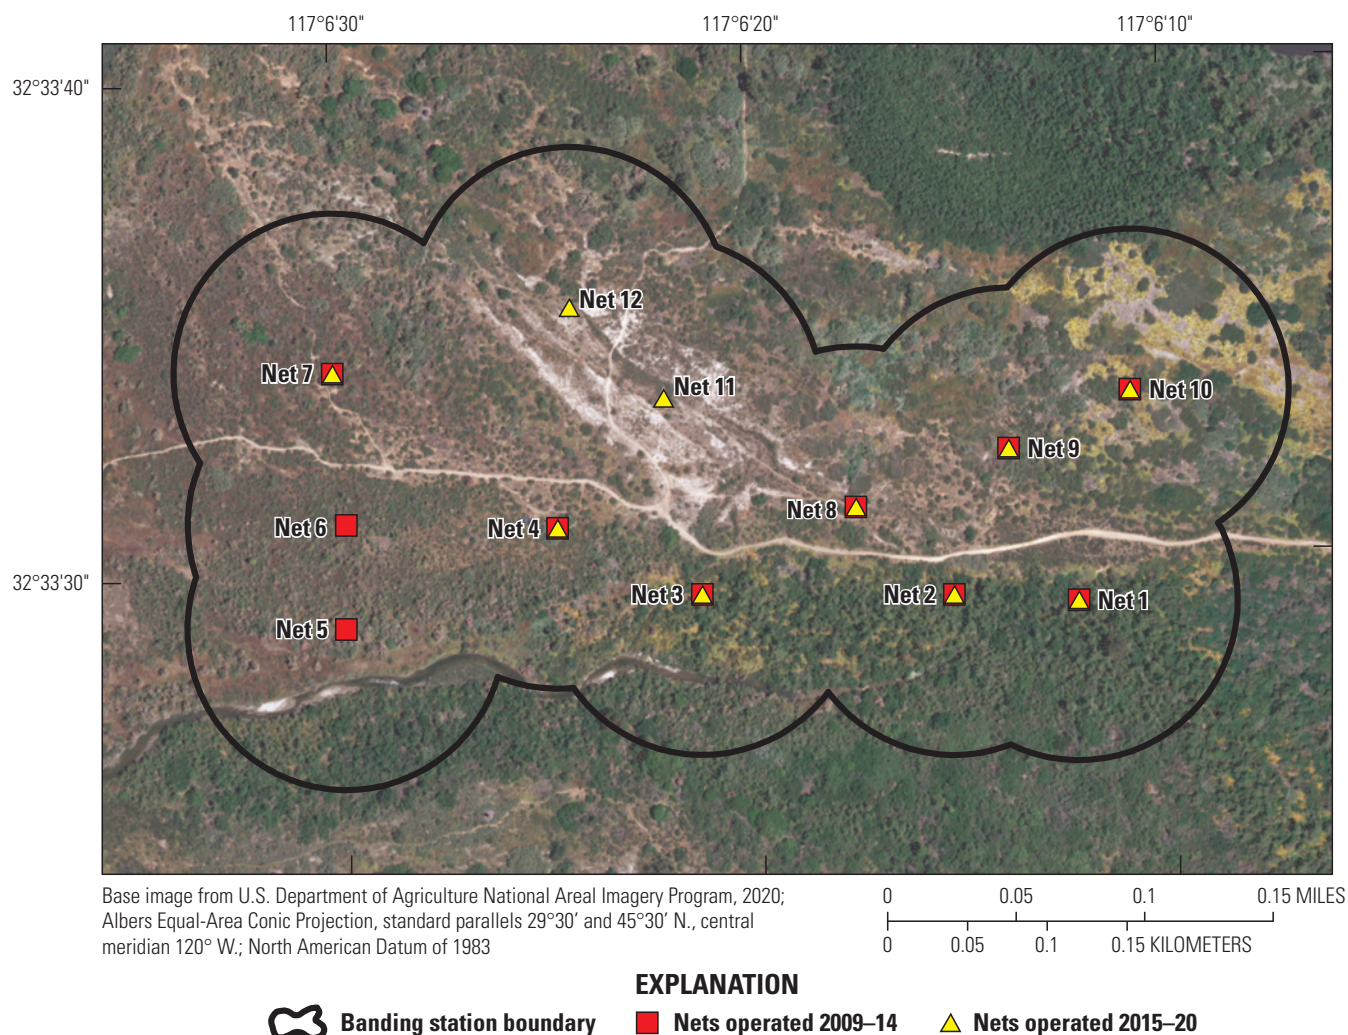 117°6'30" 117°6'20" 117°6'10"
32°33'40"
Net 12
Net 7
Net 11
Net 10
Net 9
Net 8
Net 6
Net 4
32°33'30"
Net 3
Net 2
Net 1
Net 5
Base image from U.S. Department of Agriculture National Areal Imagery Program, 2020;
Albers Equal-Area Conic Projection, standard parallels 29°30′ and 45°30′ N., central
meridian 120° W.; North American Datum of 1983
0 0.05 0.1 0.15 MILES
0 0.05 0.1 0.15 KILOMETERS
EXPLANATION
Banding station boundary
Nets operated 2009–14
Nets operated 2015–20